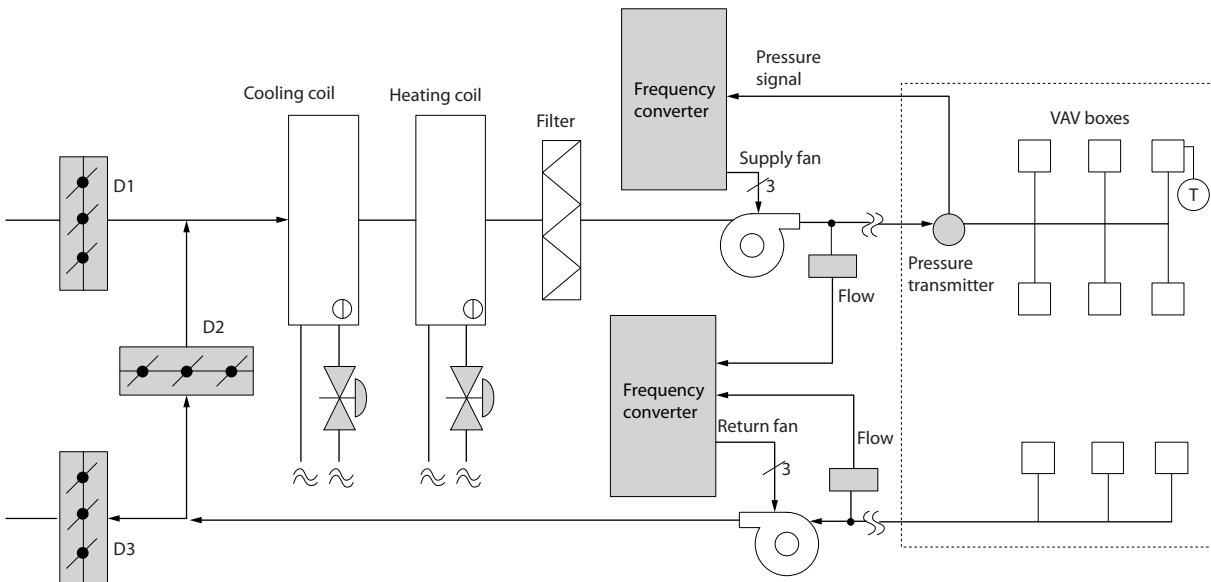 Cooling coil
Heating coil
Filter
Frequency
converter
Pressure
signal
VAV boxes
Supply fan
3
T
D1
Pressure
transmitter
Flow
D2
Frequency
converter
Return fan
3
Flow
D3